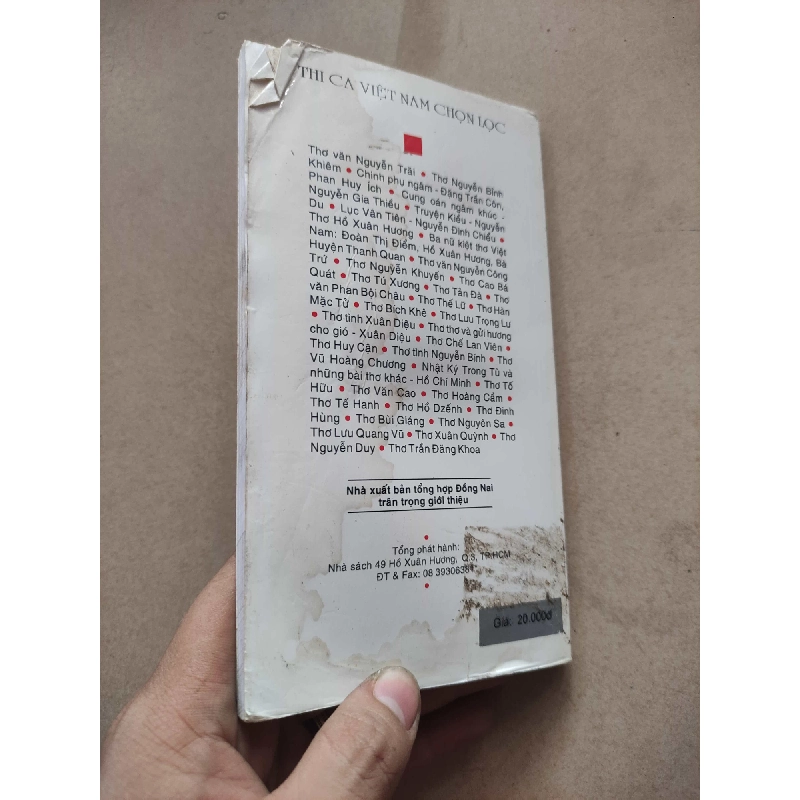 THI CA VIỆT NAM CHỌN LỌC
Thơ văn Nguyễn Trãi • Thơ Nguyễn Bỉnh
Khiêm • Chinh phụ ngâm - Đặng Trần Côn,
Phan Huy Ích • Cung oán ngâm khúc -
Nguyễn Gia Thiều • Truyện Kiều - Nguyễn
Du • Lục Vân Tiên - Nguyễn Đình Chiểu •
Thơ Hồ Xuân Hương • Ba nữ kiệt thơ Việt
Nam: Đoàn Thị Điểm, Hồ Xuân Hương, Bà
Huyện Thanh Quan • Thơ văn Nguyễn Công
Trứ • Thơ Nguyễn Khuyến • Thơ Cao Bá
Quát • Thơ Tú Xương • Thơ Tản Đà • Thơ
văn Phan Bội Châu • Thơ Thế Lữ • Thơ Hàn
Mặc Tử • Thơ Bích Khê • Thơ Lưu Trọng Lư
• Thơ tình Xuân Diệu • Thơ thơ và gửi hương
cho gió - Xuân Diệu • Thơ Chế Lan Viên •
Thơ Huy Cận • Thơ tình Nguyễn Bính • Thơ
Vũ Hoàng Chương • Nhật Ký Trong Tù và
những bài thơ khác - Hồ Chí Minh • Thơ Tố
Hữu • Thơ Văn Cao • Thơ Hoàng Cầm •
Thơ Tế Hanh • Thơ Hồ Dzếnh • Thơ Đinh
Hùng • Thơ Bùi Giáng • Thơ Nguyên Sa •
Thơ Lưu Quang Vũ • Thơ Xuân Quỳnh • Thơ
Nguyễn Duy • Thơ Trần Đăng Khoa
Nhà xuất bản tổng hợp Đồng Nai
trân trọng giới thiệu
Tổng phát hành:
Nhà sách 49 Hồ Xuân Hương, Q.3, TP.HCM
ĐT & Fax: 08 39306384
Giá: 20.000đ